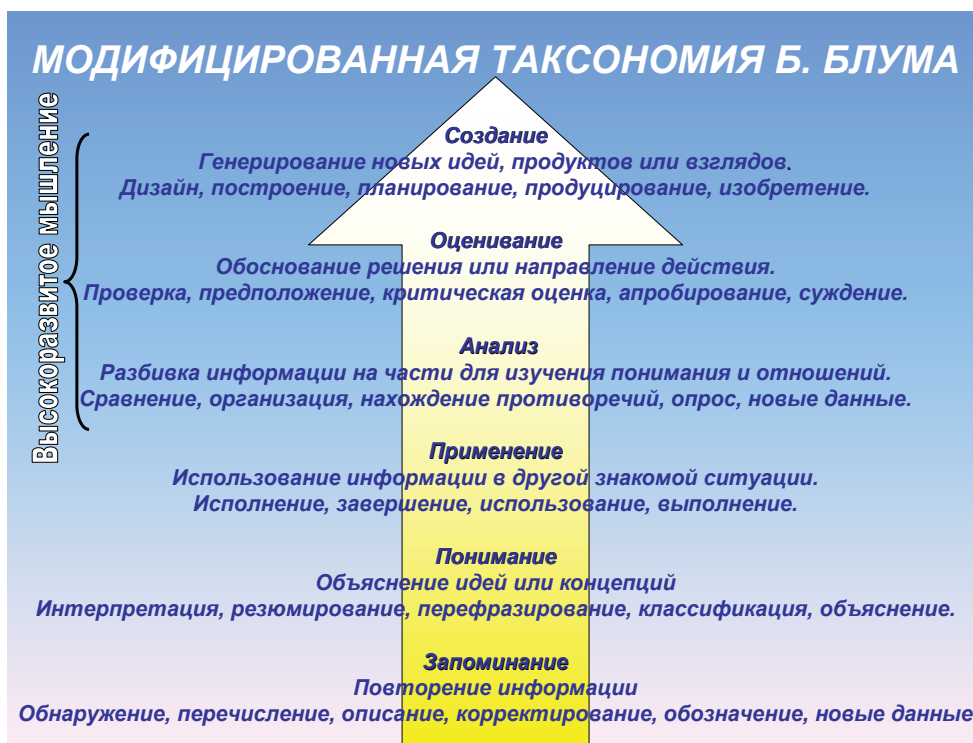 МОДИФИЦИРОВАННАЯ ТАКСОНОМИЯ Б. БЛУМА
Высокоразвитое мышление
Создание
Генерирование новых идей, продуктов или взглядов.
Дизайн, построение, планирование, продуцирование, изобретение.
Оценивание
Обоснование решения или направление действия.
Проверка, предположение, критическая оценка, апробирование, суждение.
Анализ
Разбивка информации на части для изучения понимания и отношений.
Сравнение, организация, нахождение противоречий, опрос, новые данные.
Применение
Использование информации в другой знакомой ситуации.
Исполнение, завершение, использование, выполнение.
Понимание
Объяснение идей или концепций
Интерпретация, резюмирование, перефразирование, классификация, объяснение.
Запоминание
Повторение информации
Обнаружение, перечисление, описание, корректирование, обозначение, новые данные